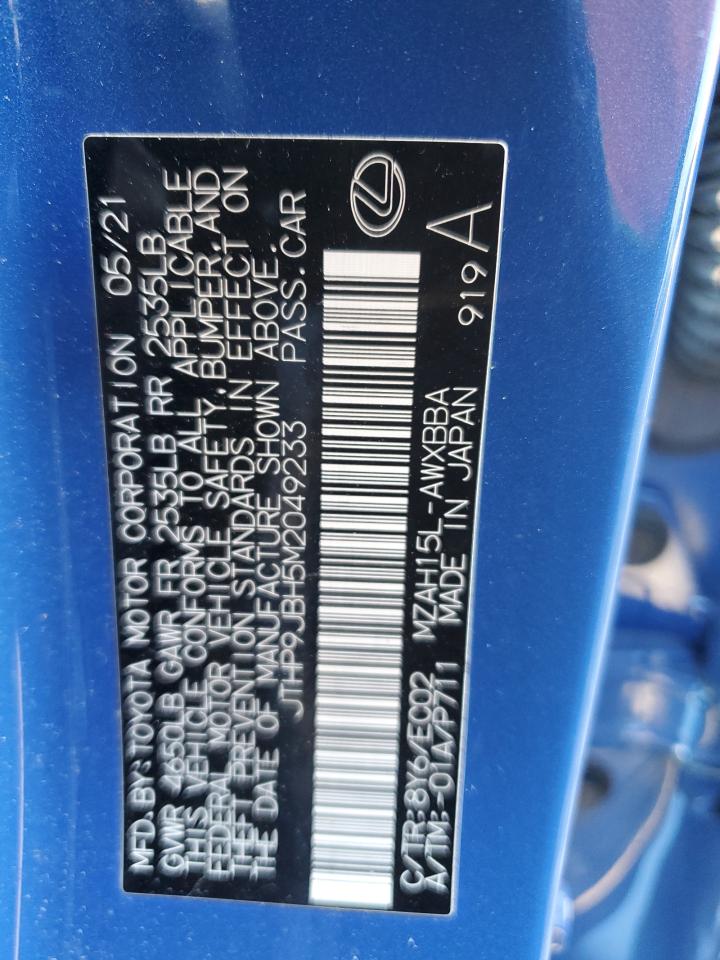 MFD. BY: TOYOTA MOTOR CORPORATION 05/21
GVWR 4650LB GAWR FR 2535LB RR 2535LB
THIS VEHICLE CONFORMS TO ALL APPLICABLE
FEDERAL MOTOR VEHICLE SAFETY, BUMPER, AND
THEFT PREVENTION STANDARDS IN EFFECT ON
THE DATE OF MANUFACTURE SHOWN ABOVE.
JTHP9JBH5M2049233 PASS.CAR
C/TR: 8Y6/EC02 MZAH15L-AWXBBA
A/TM: -01A/P711 MADE IN JAPAN 919 A